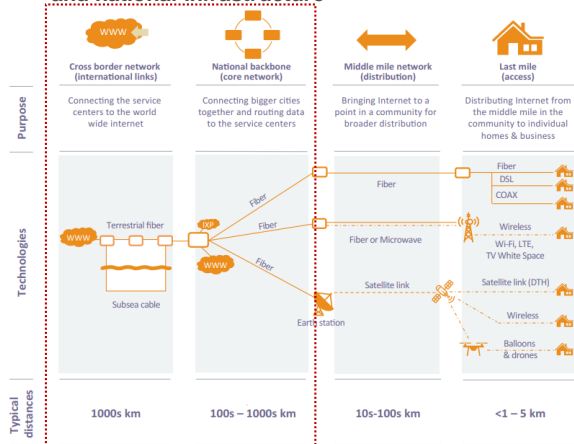 WWW
Cross border network
(international links)
National backbone
(core network)
Middle mile network
(distribution)
Last mile
(access)
Purpose
Connecting the service
centers to the world
wide internet
Connecting bigger cities
together and routing data
to the service centers
Bringing Internet to a
point in a community for
broader distribution
Distributing Internet from
the middle mile in the
community to individual
homes & business
Technologies
WWW
Terrestrial fiber
Subsea cable
IXP
WWW
Fiber
Fiber
Fiber
Earth station
Fiber
Fiber or Microwave
Satellite link
Fiber
DSL
COAX
Wireless
Wi-Fi, LTE,
TV White Space
Satellite link (DTH)
Wireless
Balloons
& drones
Typical
distances
1000s km
100s – 1000s km
10s-100s km
<1 – 5 km